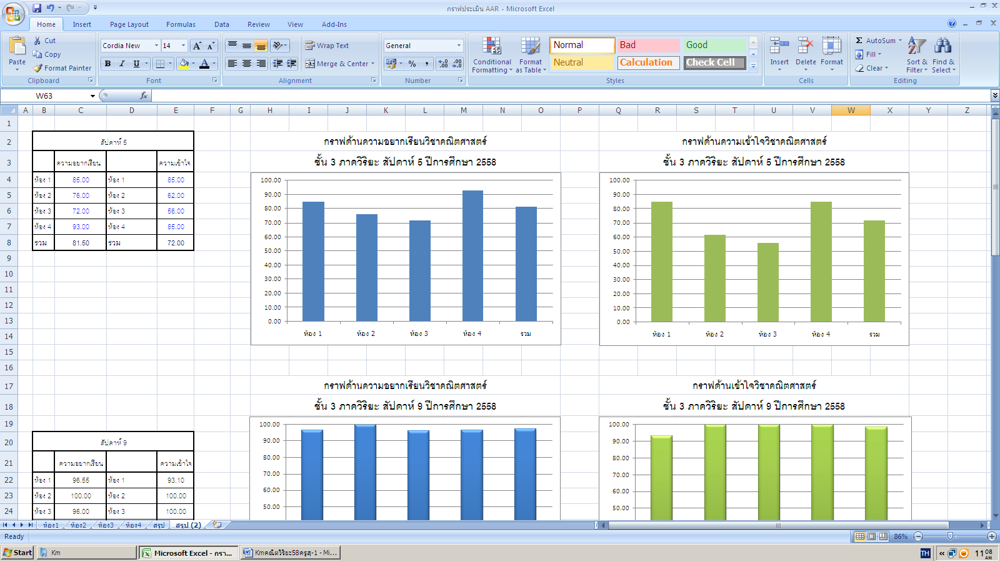 กราฟประเมิน AAR - Microsoft Excel
Home Insert Page Layout Formulas Data Review View Add-Ins
Cut
Copy
Format Painter
Paste
Clipboard
Cordia New 14
B I U
Font
Wrap Text
Merge & Center
Alignment
General
% ,
Number
Conditional Formatting
Format as Table
Normal Bad Good
Neutral Calculation Check Cell
Styles
Insert Delete Format
Cells
AutoSum
Fill
Clear
Sort & Filter
Find & Select
Editing
W63 fx
A B C D E F G H I J K L M N O P Q R S T U V W X Y Z
1 2 3 4 5 6 7 8 9 10 11 12 13 14 15 16 17 18 19 20 21 22 23 24
สัปดาห์ 5
ความอยากเรียน ความเข้าใจ
ห้อง 1 85.00 ห้อง 1 85.00
ห้อง 2 76.00 ห้อง 2 62.00
ห้อง 3 72.00 ห้อง 3 56.00
ห้อง 4 93.00 ห้อง 4 85.00
รวม 81.50 รวม 72.00
กราฟด้านความอยากเรียนวิชาคณิตศาสตร์
ชั้น 3 ภาควิริยะ สัปดาห์ 5 ปีการศึกษา 2558
100.00
90.00
80.00
70.00
60.00
50.00
40.00
30.00
20.00
10.00
0.00
ห้อง 1 ห้อง 2 ห้อง 3 ห้อง 4 รวม
กราฟด้านความเข้าใจวิชาคณิตศาสตร์
ชั้น 3 ภาควิริยะ สัปดาห์ 5 ปีการศึกษา 2558
100.00
90.00
80.00
70.00
60.00
50.00
40.00
30.00
20.00
10.00
0.00
ห้อง 1 ห้อง 2 ห้อง 3 ห้อง 4 รวม
สัปดาห์ 9
ความอยากเรียน ความเข้าใจ
ห้อง 1 96.55 ห้อง 1 93.10
ห้อง 2 100.00 ห้อง 2 100.00
ห้อง 3 96.00 ห้อง 3 100.00
กราฟด้านความอยากเรียนวิชาคณิตศาสตร์
ชั้น 3 ภาควิริยะ สัปดาห์ 9 ปีการศึกษา 2558
100.00
90.00
80.00
70.00
60.00
50.00
กราฟด้านเข้าใจวิชาคณิตศาสตร์
ชั้น 3 ภาควิริยะ สัปดาห์ 9 ปีการศึกษา 2558
100.00
90.00
80.00
70.00
60.00
50.00
ห้อง1 ห้อง2 ห้อง3 ห้อง4 สรุป สรุป (2)
Ready 86%
Start Km Microsoft Excel - กรา... Kmคณิตวิริยะ58ครูสุ-1 - Mi... TH 11:08 AM